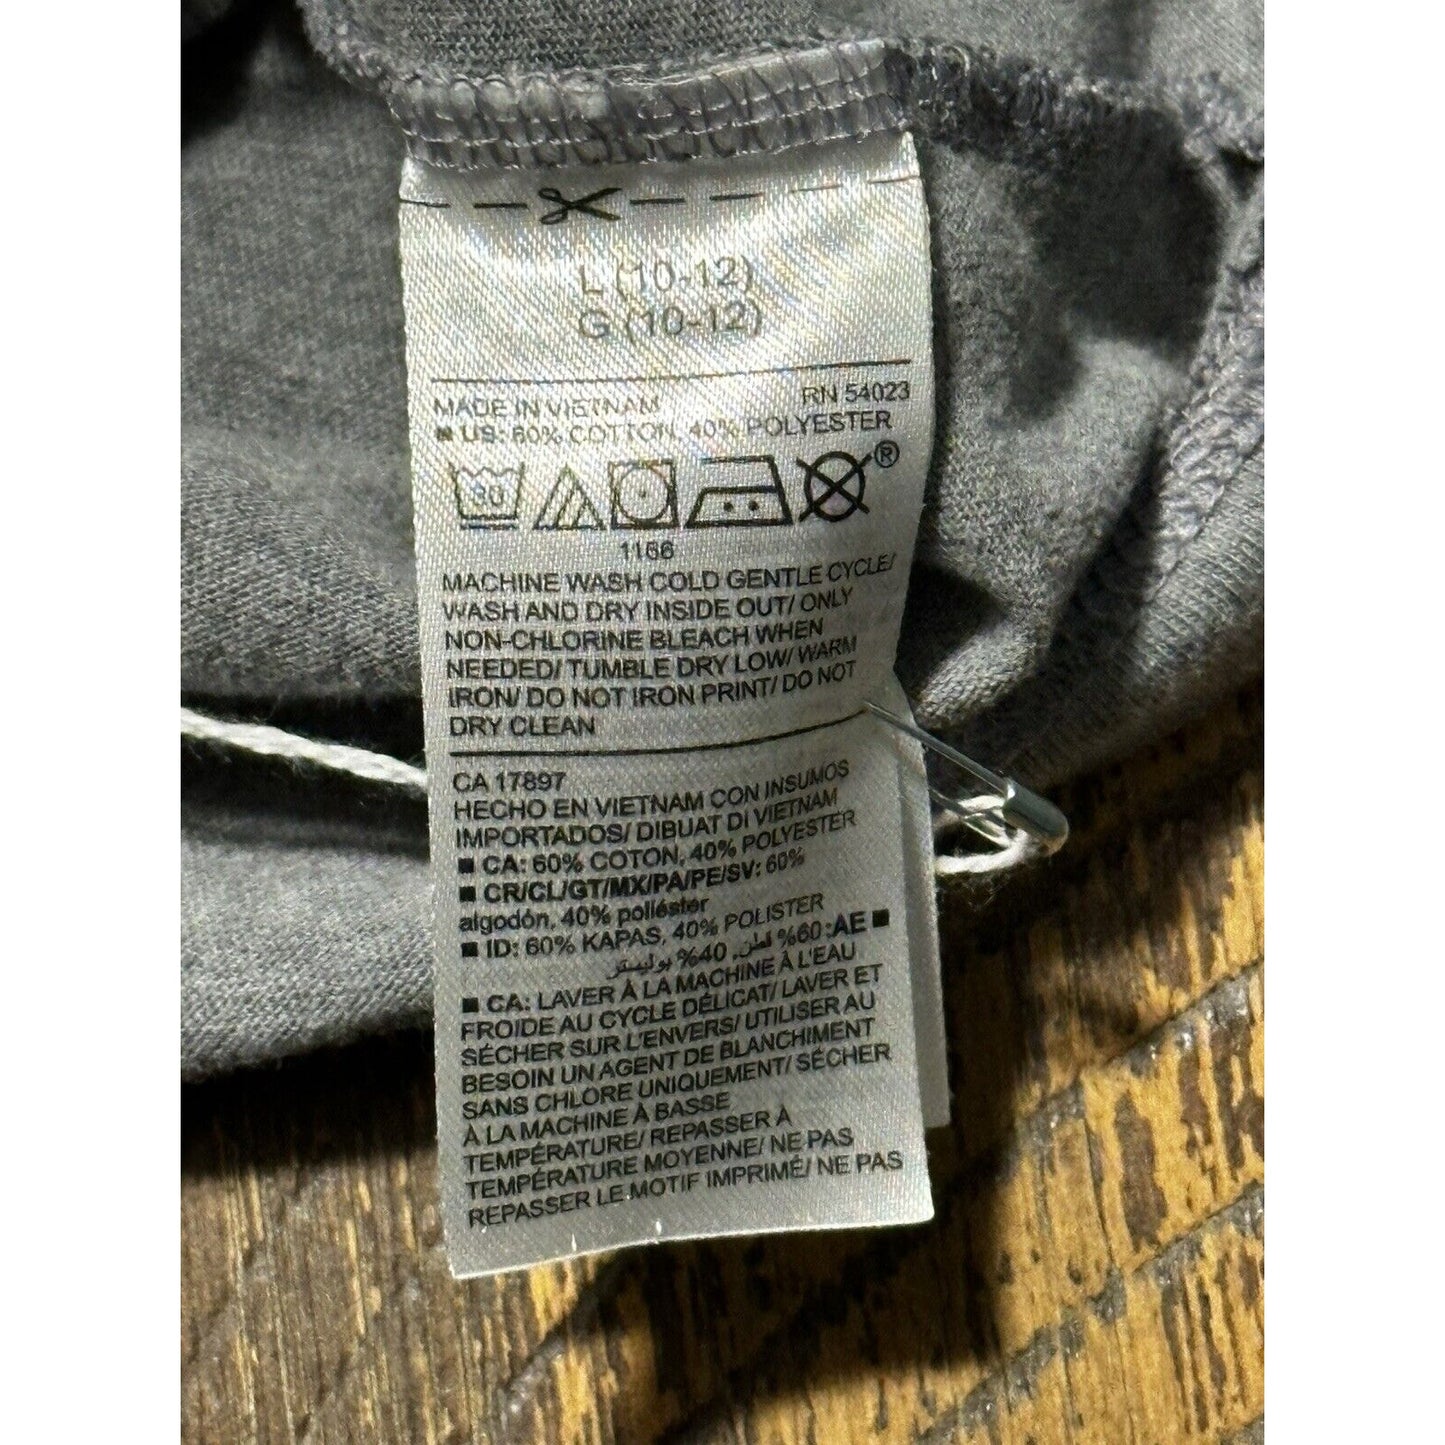 L (10-12)
G (10-12)
MADE IN VIETNAM RN 54023
■ US: 60% COTTON, 40% POLYESTER
30 ®
1166
MACHINE WASH COLD GENTLE CYCLE/
WASH AND DRY INSIDE OUT/ ONLY
NON-CHLORINE BLEACH WHEN
NEEDED/ TUMBLE DRY LOW/ WARM
IRON/ DO NOT IRON PRINT/ DO NOT
DRY CLEAN
CA 17897
HECHO EN VIETNAM CON INSUMOS
IMPORTADOS/ DIBUAT DI VIETNAM
■ CA: 60% COTON, 40% POLYESTER
■ CR/CL/GT/MX/PA/PE/SV: 60%
algodón, 40% poliéster
■ ID: 60% KAPAS, 40% POLISTER
■ AE: 60% قطن, 40% بوليستر
■ CA: LAVER À LA MACHINE À L'EAU
FROIDE AU CYCLE DÉLICAT/ LAVER ET
SÉCHER SUR L'ENVERS/ UTILISER AU
BESOIN UN AGENT DE BLANCHIMENT
SANS CHLORE UNIQUEMENT/ SÉCHER
À LA MACHINE À BASSE
TEMPÉRATURE/ REPASSER À
TEMPÉRATURE MOYENNE/ NE PAS
REPASSER LE MOTIF IMPRIMÉ/ NE PAS